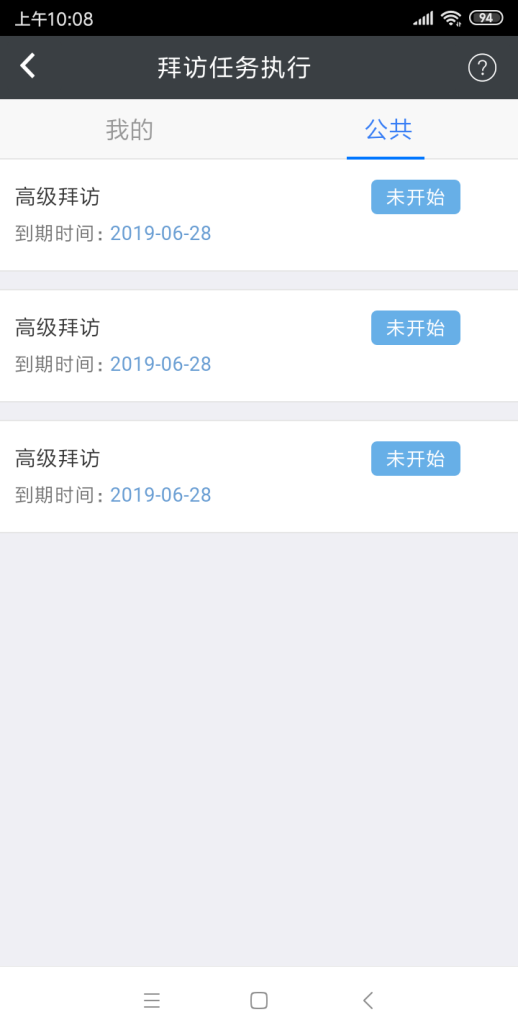 上午10:08
94
拜访任务执行
?
我的
公共
高级拜访
未开始
到期时间：2019-06-28
高级拜访
未开始
到期时间：2019-06-28
高级拜访
未开始
到期时间：2019-06-28